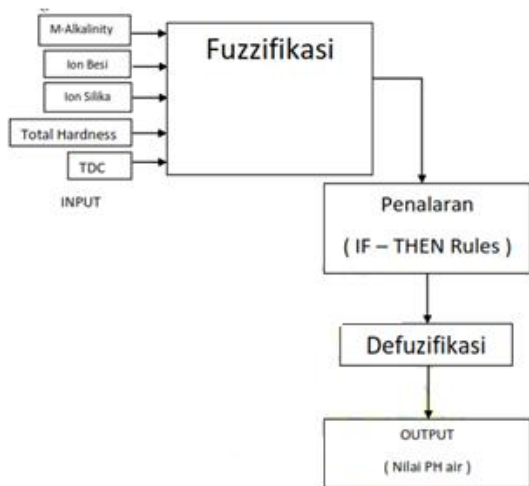 M-Alkalinity
Ion Besi
Ion Silika
Total Hardness
TDC
INPUT
Fuzzifikasi
Penalaran
( IF – THEN Rules )
Defuzifikasi
OUTPUT
( Nilai PH air )